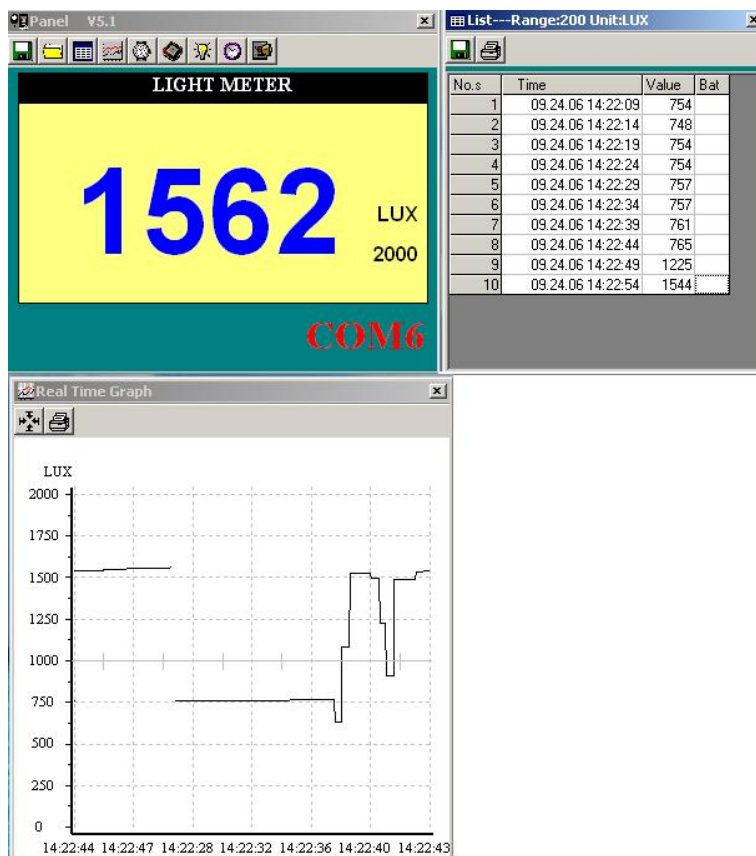 Panel V5.1
LIGHT METER
1562
LUX
2000
COM6
List---Range:200 Unit:LUX
No.s Time Value Bat
1 09.24.06 14:22:09 754
2 09.24.06 14:22:14 748
3 09.24.06 14:22:19 754
4 09.24.06 14:22:24 754
5 09.24.06 14:22:29 757
6 09.24.06 14:22:34 757
7 09.24.06 14:22:39 761
8 09.24.06 14:22:44 765
9 09.24.06 14:22:49 1225
10 09.24.06 14:22:54 1544
Real Time Graph
LUX
2000
1750
1500
1250
1000
750
500
250
0
14:22:44 14:22:47 14:22:28 14:22:32 14:22:36 14:22:40 14:22:43